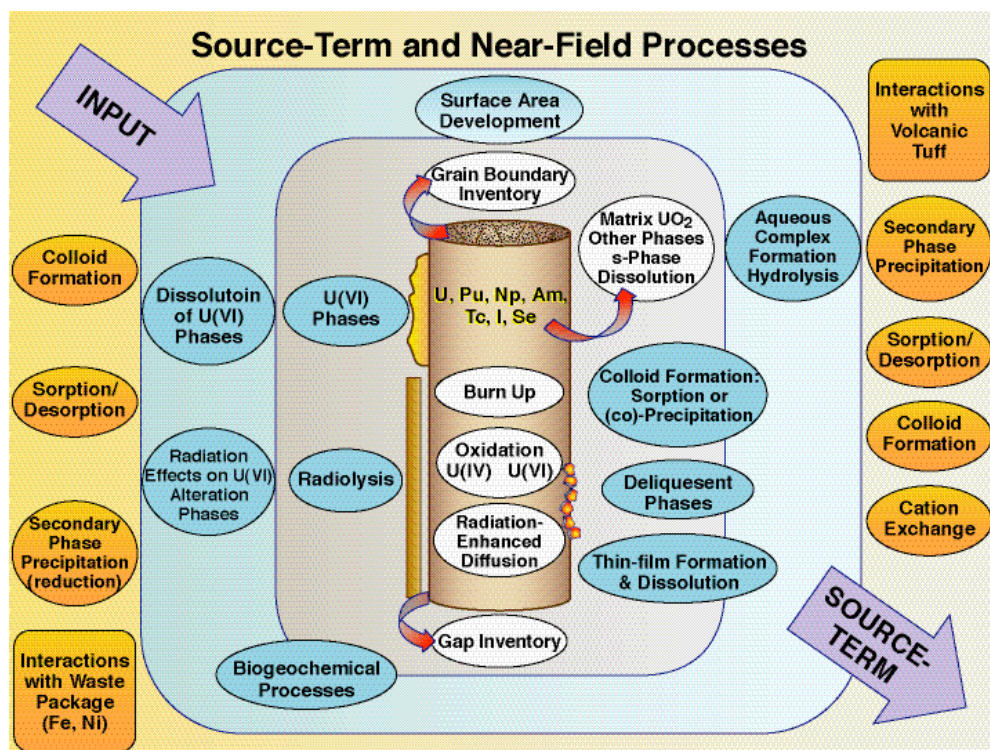 Source-Term and Near-Field Processes
INPUT
Surface Area
Development
Interactions
with
Volcanic
Tuff
Grain Boundary
Inventory
Matrix UO₂
Other Phases
s-Phase
Dissolution
Aqueous
Complex
Formation
Hydrolysis
Secondary
Phase
Precipitation
Colloid
Formation
Dissolutoin
of U(VI)
Phases
U(VI)
Phases
U, Pu, Np, Am,
Tc, I, Se
Sorption/
Desorption
Sorption/
Desorption
Burn Up
Colloid Formation:
Sorption or
(co)-Precipitation
Colloid
Formation
Radiation
Effects on U(VI)
Alteration
Phases
Radiolysis
Oxidation
U(IV) U(VI)
Deliquesent
Phases
Cation
Exchange
Secondary
Phase
Precipitation
(reduction)
Radiation-
Enhanced
Diffusion
Thin-film Formation
& Dissolution
Gap Inventory
SOURCE-
TERM
Interactions
with Waste
Package
(Fe, Ni)
Biogeochemical
Processes